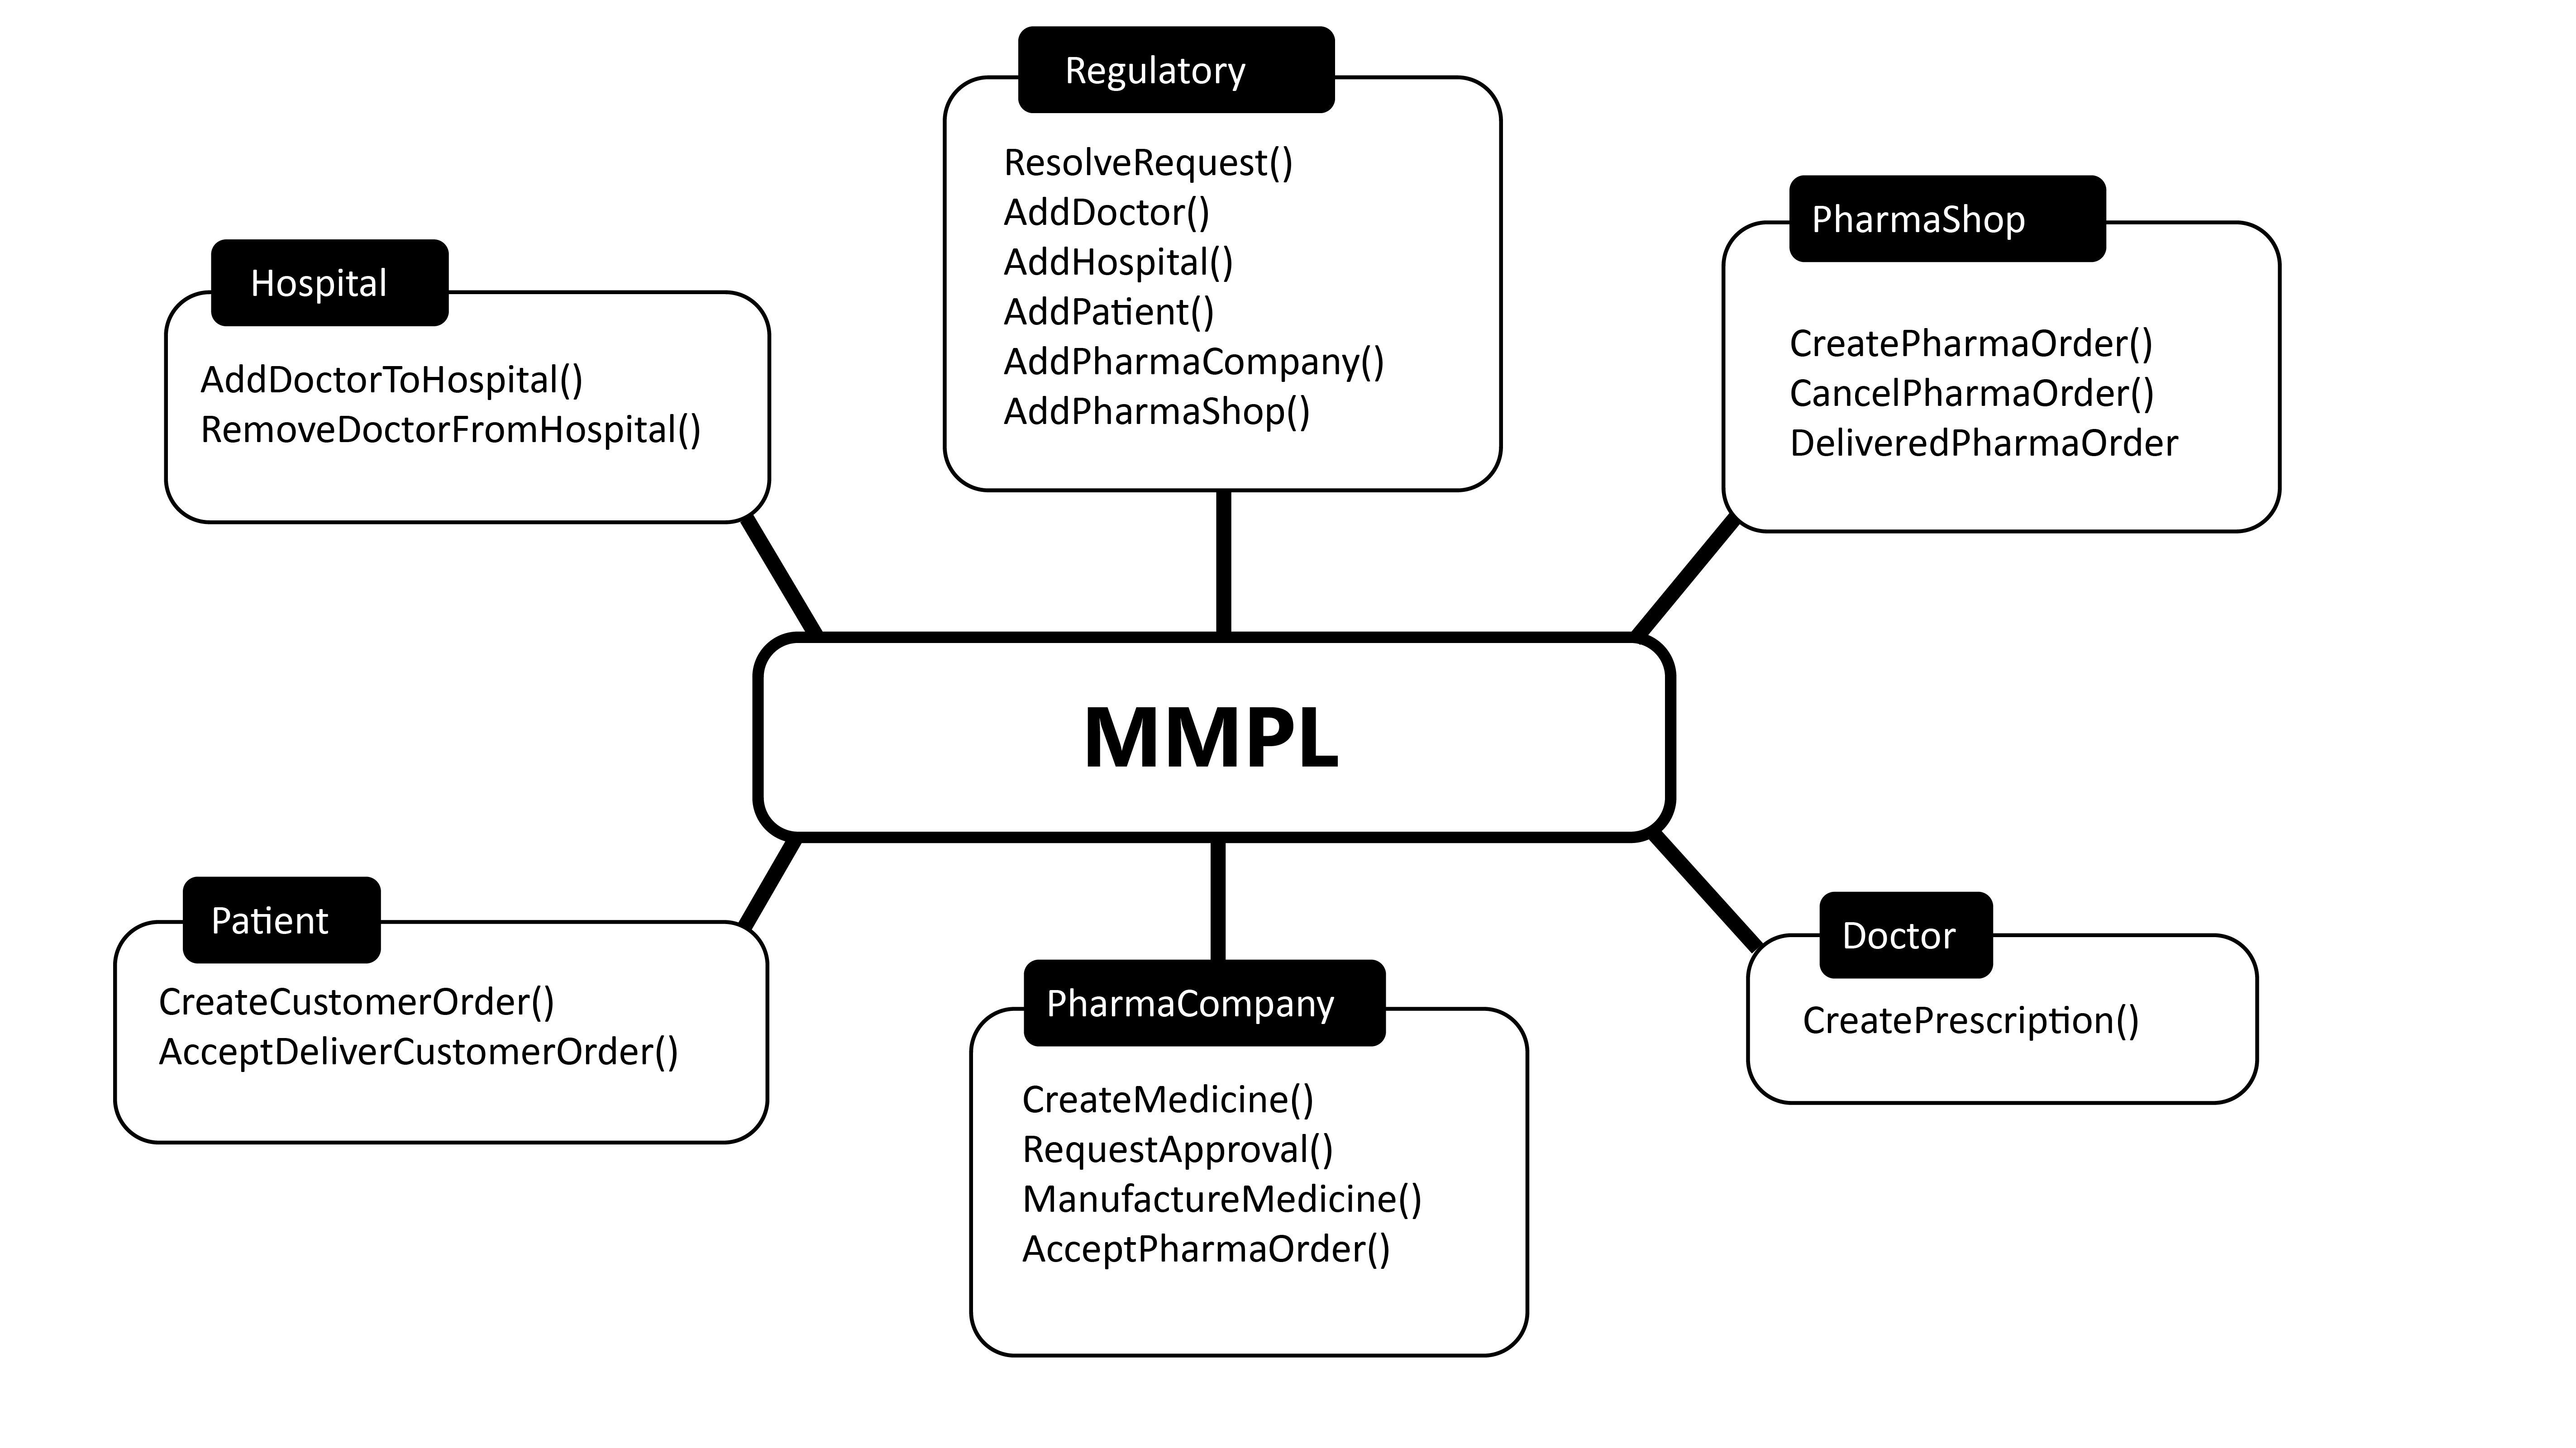 Regulatory
ResolveRequest()
AddDoctor()
AddHospital()
AddPatient()
AddPharmaCompany()
AddPharmaShop()
PharmaShop
CreatePharmaOrder()
CancelPharmaOrder()
DeliveredPharmaOrder
Hospital
AddDoctorToHospital()
RemoveDoctorFromHospital()
MMPL
Patient
CreateCustomerOrder()
AcceptDeliverCustomerOrder()
PharmaCompany
CreateMedicine()
RequestApproval()
ManufactureMedicine()
AcceptPharmaOrder()
Doctor
CreatePrescription()